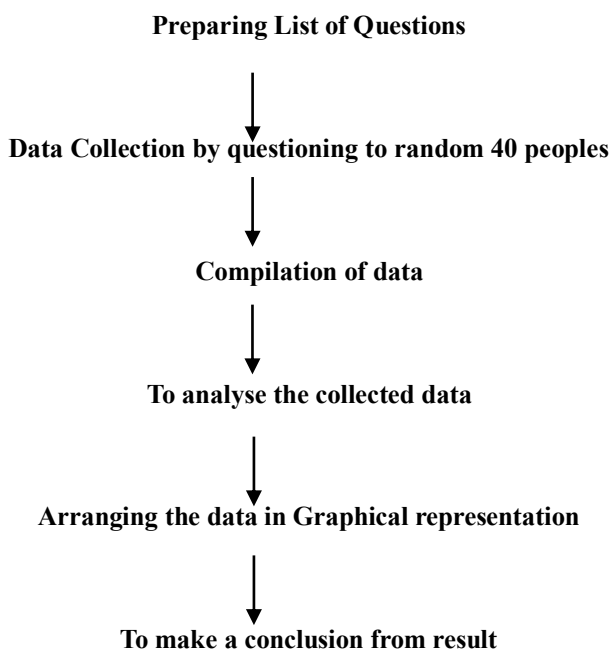 Preparing List of Questions
Data Collection by questioning to random 40 peoples
Compilation of data
To analyse the collected data
Arranging the data in Graphical representation
To make a conclusion from result